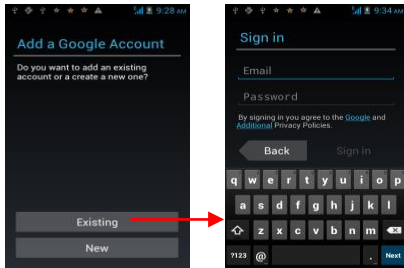 9:28 AM
Add a Google Account
Do you want to add an existing
account or a create a new one?
Existing
New
9:34 AM
Sign in
Email
Password
By signing in you agree to the Google and
Additional Privacy Policies.
Back
Sign in
q w e r t y u i o p
a s d f g h j k l
z x c v b n m
?123 @ . Next